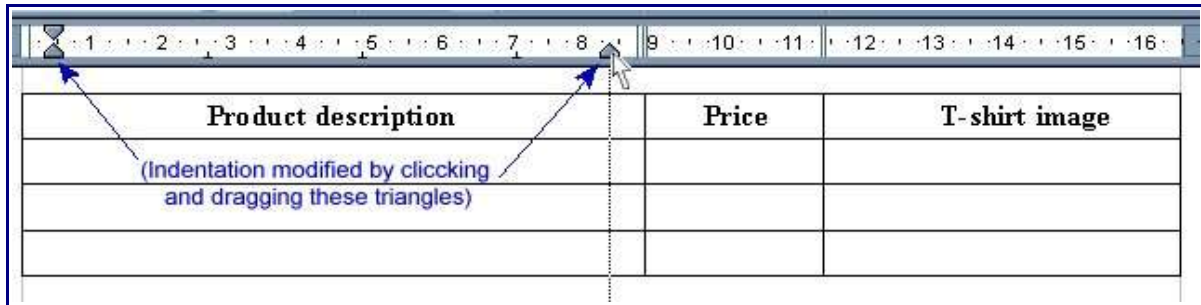 1 2 3 4 5 6 7 8 9 10 11 12 13 14 15 16
Product description Price T-shirt image
(Indentation modified by cliccking
and dragging these triangles)